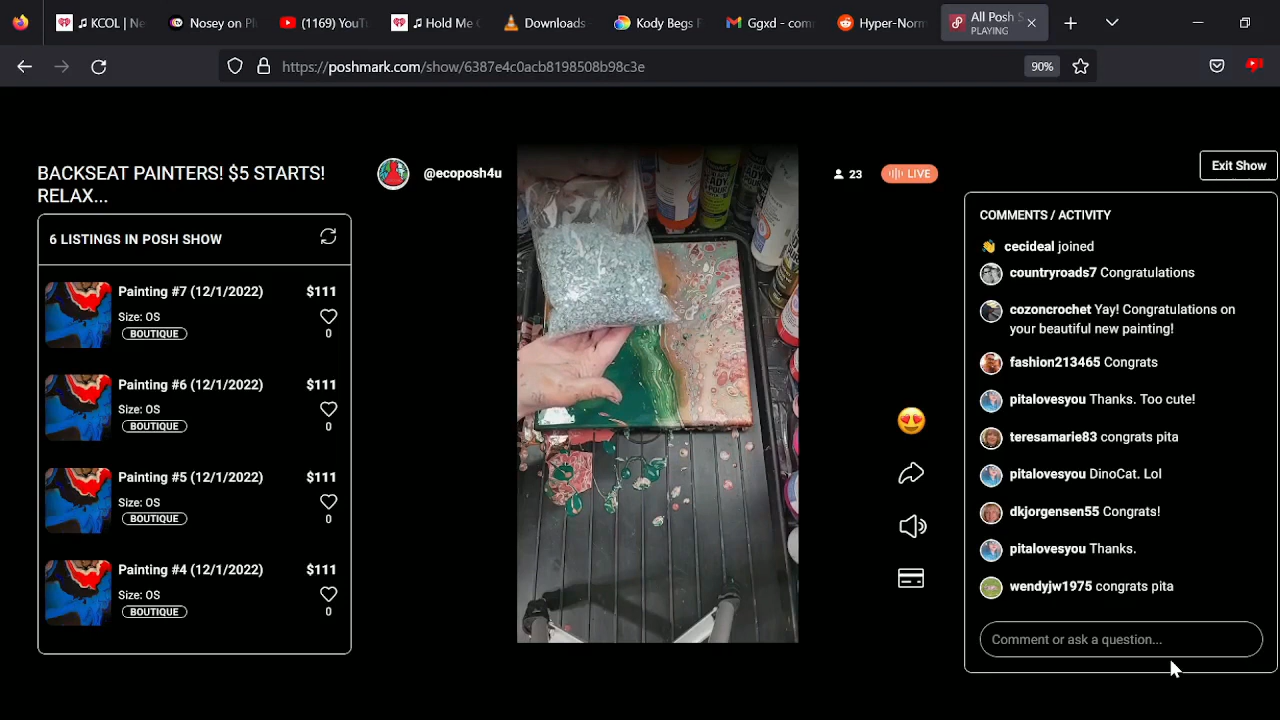 ♫ KCOL | Ne
Nosey on Pl
(1169) YouTu
♫ Hold Me C
Downloads
Kody Begs F
Ggxd - com
Hyper-Norm
All Posh S
PLAYING
https://poshmark.com/show/6387e4c0acb8198508b98c3e
90%
BACKSEAT PAINTERS! $5 STARTS!
RELAX...
@ecoposh4u
23
LIVE
Exit Show
6 LISTINGS IN POSH SHOW
Painting #7 (12/1/2022) $111
Size: OS
BOUTIQUE
0
Painting #6 (12/1/2022) $111
Size: OS
BOUTIQUE
0
Painting #5 (12/1/2022) $111
Size: OS
BOUTIQUE
0
Painting #4 (12/1/2022) $111
Size: OS
BOUTIQUE
0
COMMENTS / ACTIVITY
👋 cecideal joined
countryroads7 Congratulations
cozoncrochet Yay! Congratulations on
your beautiful new painting!
fashion213465 Congrats
pitalovesyou Thanks. Too cute!
teresamarie83 congrats pita
pitalovesyou DinoCat. Lol
dkjorgensen55 Congrats!
pitalovesyou Thanks.
wendyjw1975 congrats pita
Comment or ask a question...